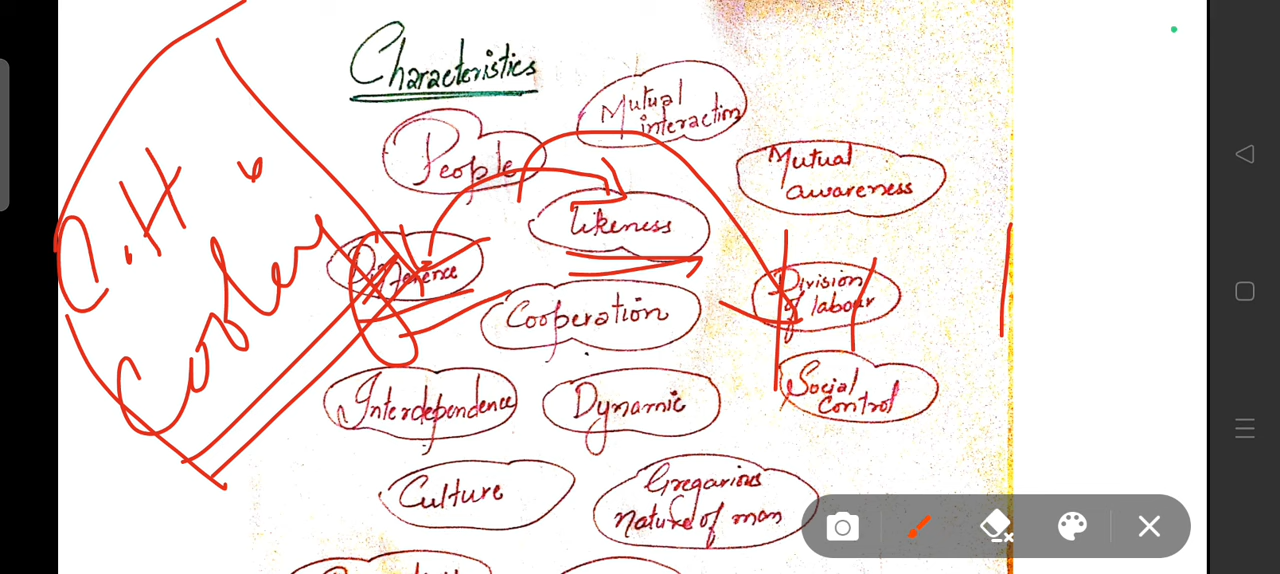 Characteristics
Mutual
interaction
People
Mutual
awareness
Likeness
Difference
Division
of labour
Cooperation
Social
control
Interdependence
Dynamic
Culture
Gregarious
nature of man
C.H
Cooley